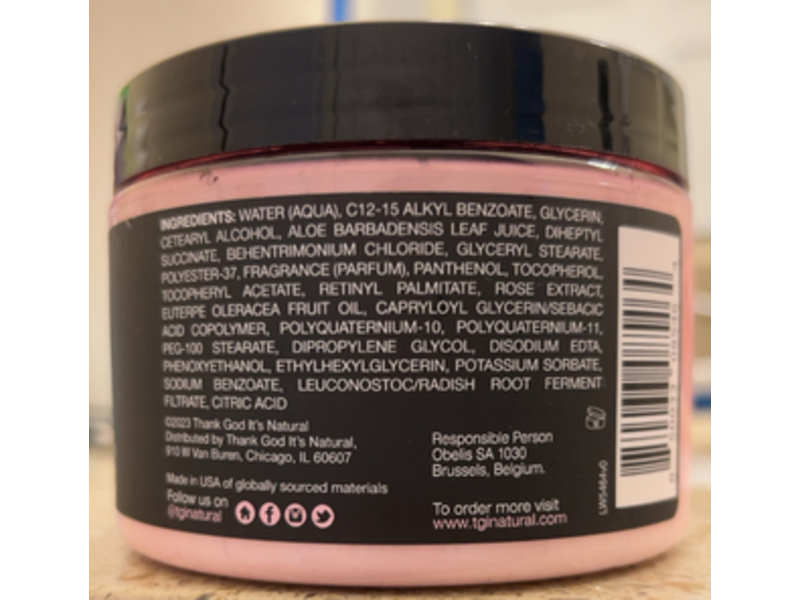 INGREDIENTS: WATER (AQUA), C12-15 ALKYL BENZOATE, GLYCERIN,
CETEARYL ALCOHOL, ALOE BARBADENSIS LEAF JUICE, DIHEPTYL
SUCCINATE, BEHENTRIMONIUM CHLORIDE, GLYCERYL STEARATE,
POLYESTER-37, FRAGRANCE (PARFUM), PANTHENOL, TOCOPHEROL,
TOCOPHERYL ACETATE, RETINYL PALMITATE, ROSE EXTRACT,
EUTERPE OLERACEA FRUIT OIL, CAPRYLOYL GLYCERIN/SEBACIC
ACID COPOLYMER, POLYQUATERNIUM-10, POLYQUATERNIUM-11,
PEG-100 STEARATE, DIPROPYLENE GLYCOL, DISODIUM EDTA,
PHENOXYETHANOL, ETHYLHEXYLGLYCERIN, POTASSIUM SORBATE,
SODIUM BENZOATE, LEUCONOSTOC/RADISH ROOT FERMENT
FILTRATE, CITRIC ACID
©2023 Thank God It's Natural
Distributed by Thank God It's Natural,
910 W Van Buren, Chicago, IL 60607
Responsible Person
Obelis SA 1030
Brussels, Belgium.
Made in USA of globally sourced materials
Follow us on
@tginatural
To order more visit
www.tginatural.com
LW5464v0